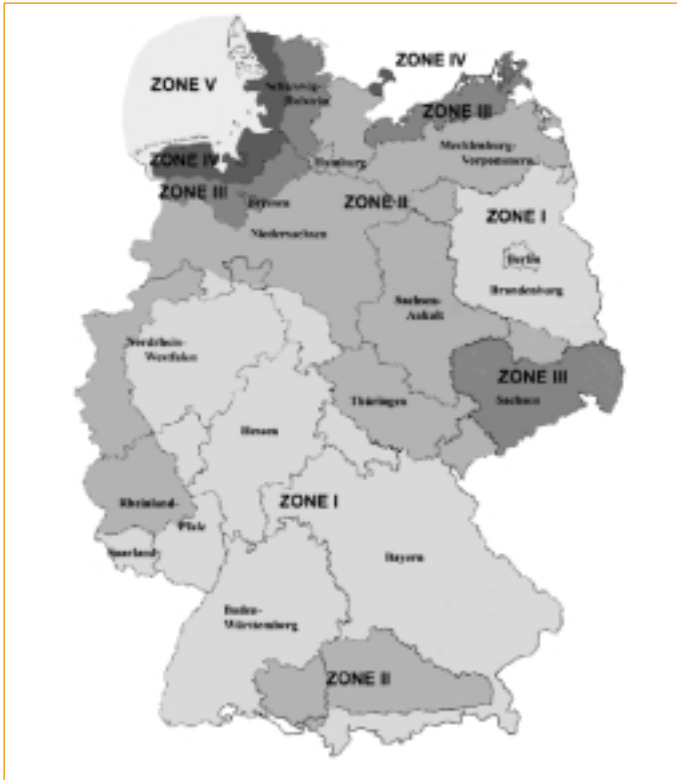 ZONE IV
ZONE V
Schleswig-
Holstein
ZONE III
Mecklenburg-
Vorpommern
ZONE IV
Hamburg
ZONE III
Bremen
ZONE II
ZONE I
Niedersachsen
Berlin
Brandenburg
Sachsen-
Anhalt
Nordrhein-
Westfalen
ZONE III
Sachsen
Thüringen
Hessen
Rheinland-
ZONE I
Pfalz
Saarland
Bayern
Baden-
Württemberg
ZONE II